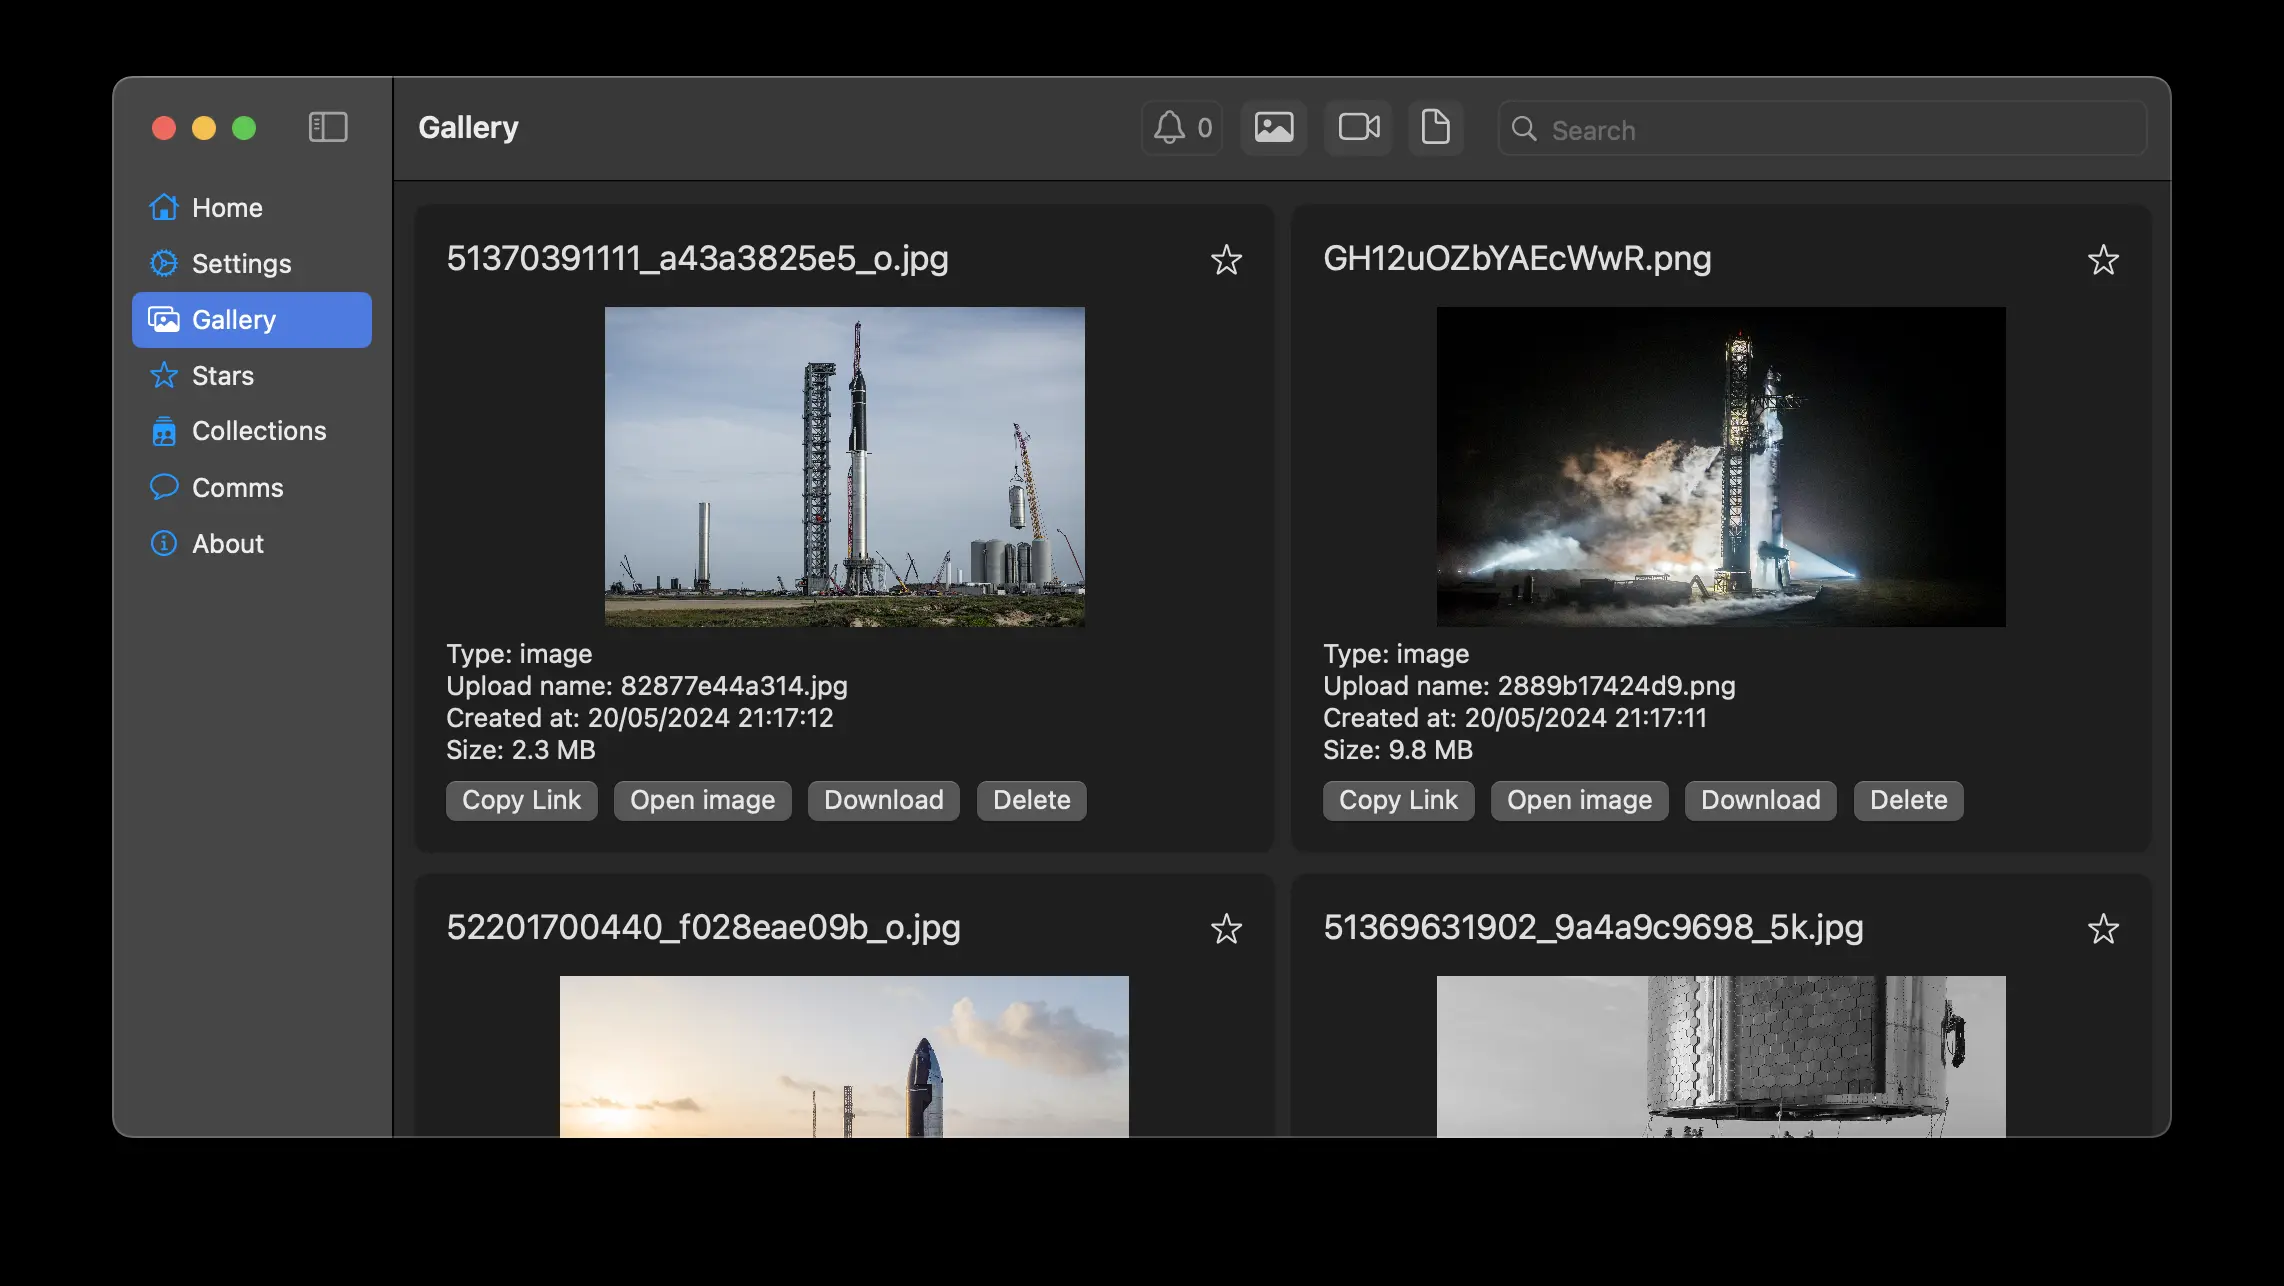 Gallery
0
Search
Home
Settings
Gallery
Stars
Collections
Comms
About
51370391111_a43a3825e5_o.jpg
Type: image
Upload name: 82877e44a314.jpg
Created at: 20/05/2024 21:17:12
Size: 2.3 MB
Copy Link
Open image
Download
Delete
GH12uOZbYAEcWwR.png
Type: image
Upload name: 2889b17424d9.png
Created at: 20/05/2024 21:17:11
Size: 9.8 MB
Copy Link
Open image
Download
Delete
52201700440_f028eae09b_o.jpg
51369631902_9a4a9c9698_5k.jpg